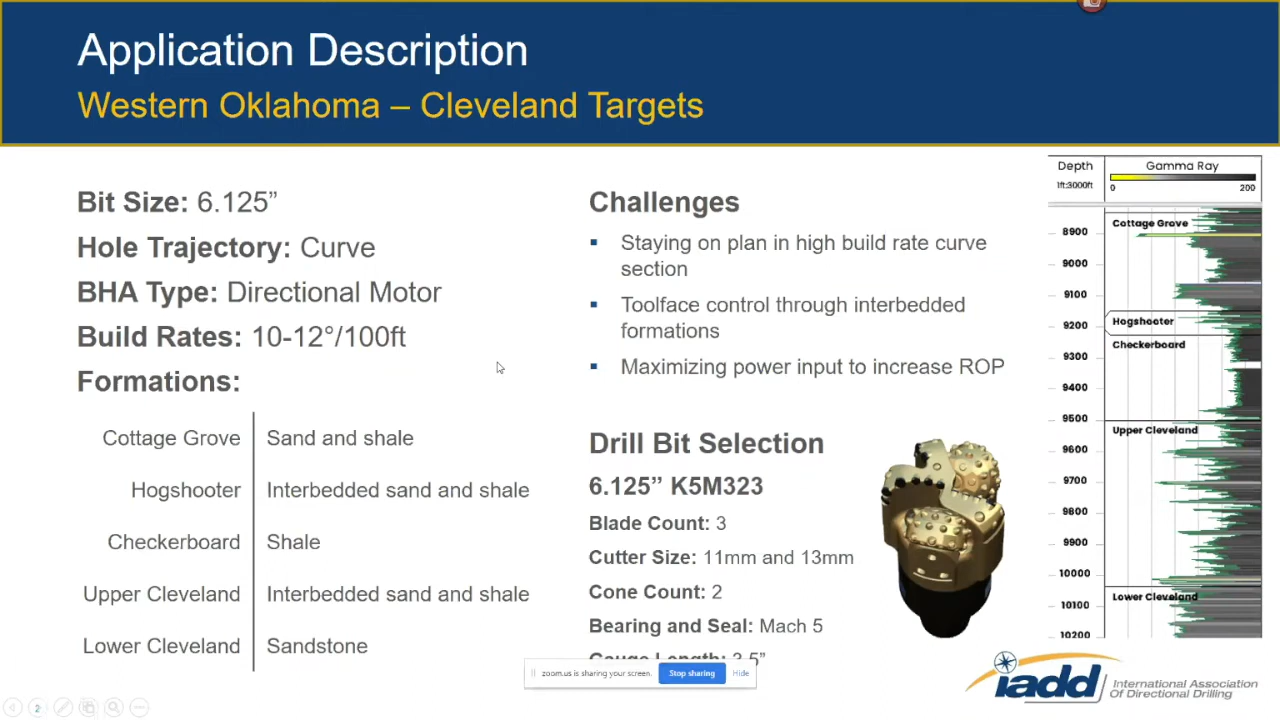 Application Description
Western Oklahoma – Cleveland Targets
Bit Size: 6.125”
Hole Trajectory: Curve
BHA Type: Directional Motor
Build Rates: 10-12°/100ft
Formations:
Cottage Grove Sand and shale
Hogshooter Interbedded sand and shale
Checkerboard Shale
Upper Cleveland Interbedded sand and shale
Lower Cleveland Sandstone
Challenges
Staying on plan in high build rate curve
section
Toolface control through interbedded
formations
Maximizing power input to increase ROP
Drill Bit Selection
6.125” K5M323
Blade Count: 3
Cutter Size: 11mm and 13mm
Cone Count: 2
Bearing and Seal: Mach 5
Gauge Length: 3.5”
zoom.us is sharing your screen. Stop sharing Hide
Depth Gamma Ray
1ft:3000ft 0 200
Cottage Grove
8900
9000
9100
Hogshooter
9200
Checkerboard
9300
9400
9500
Upper Cleveland
9600
9700
9800
9900
10000
Lower Cleveland
10100
10200
iadd International Association
Of Directional Drilling
2